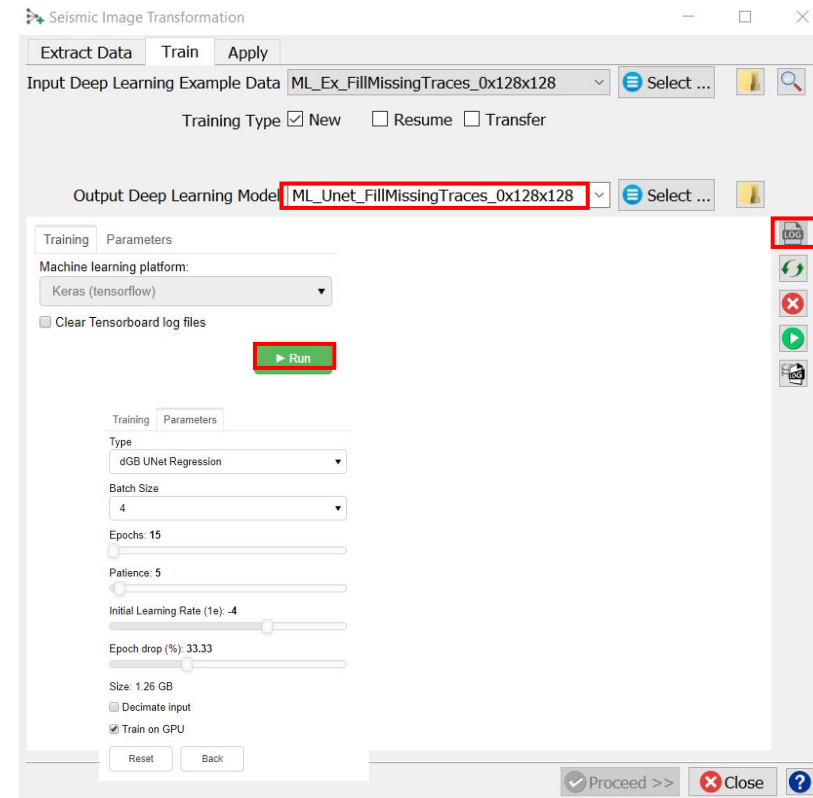 Seismic Image Transformation
Extract Data Train Apply
Input Deep Learning Example Data ML_Ex_FillMissingTraces_0x128x128 Select ...
Training Type New Resume Transfer
Output Deep Learning Model ML_Unet_FillMissingTraces_0x128x128 Select ...
Training Parameters
LOG
Machine learning platform:
Keras (tensorflow)
Clear Tensorboard log files
Run
LOG
Training Parameters
Type
dGB UNet Regression
Batch Size
4
Epochs: 15
Patience: 5
Initial Learning Rate (1e): -4
Epoch drop (%): 33.33
Size: 1.26 GB
Decimate input
Train on GPU
Reset Back
Proceed >> Close ?